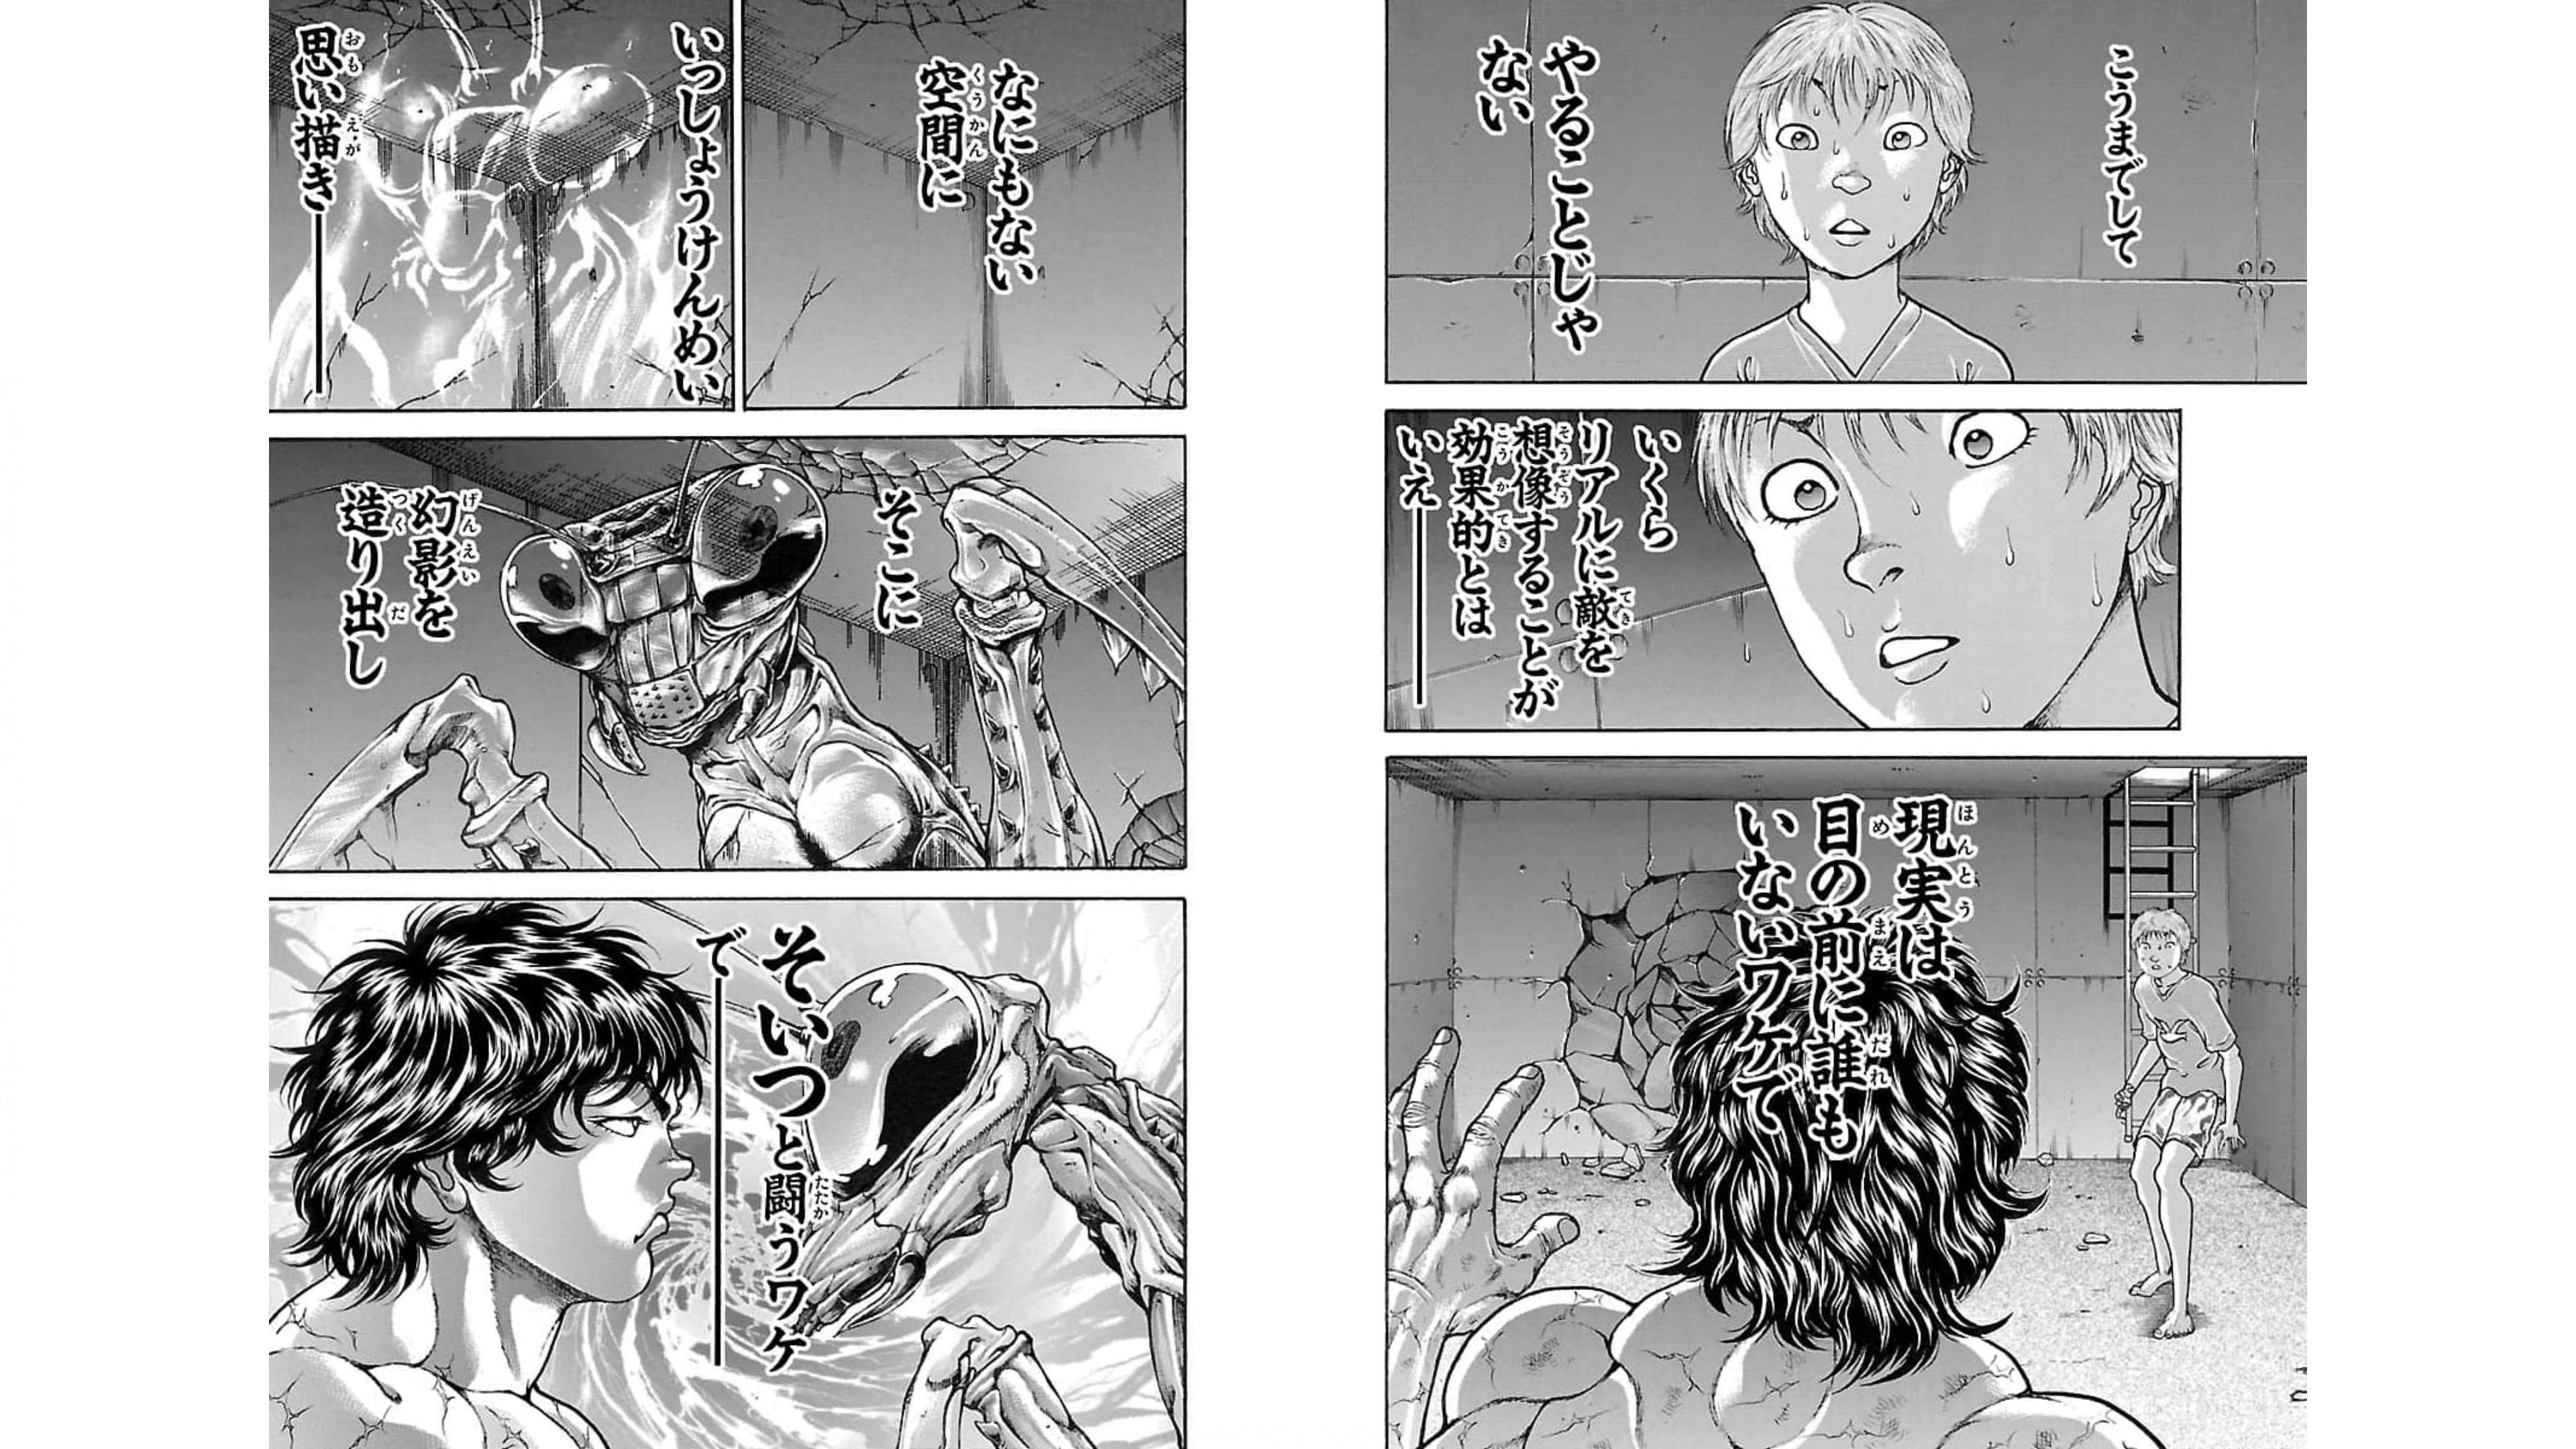 こうまでして
やることじゃ
ない
いくら
リアルに敵を
想像することが
効果的とは
いえ――
現実は
目の前に誰も
いないワケで
なにもない
空間に
いっしょうけんめい
思い描き――
そこに
幻影を
造り出し
そいつと闘うワケ
で――